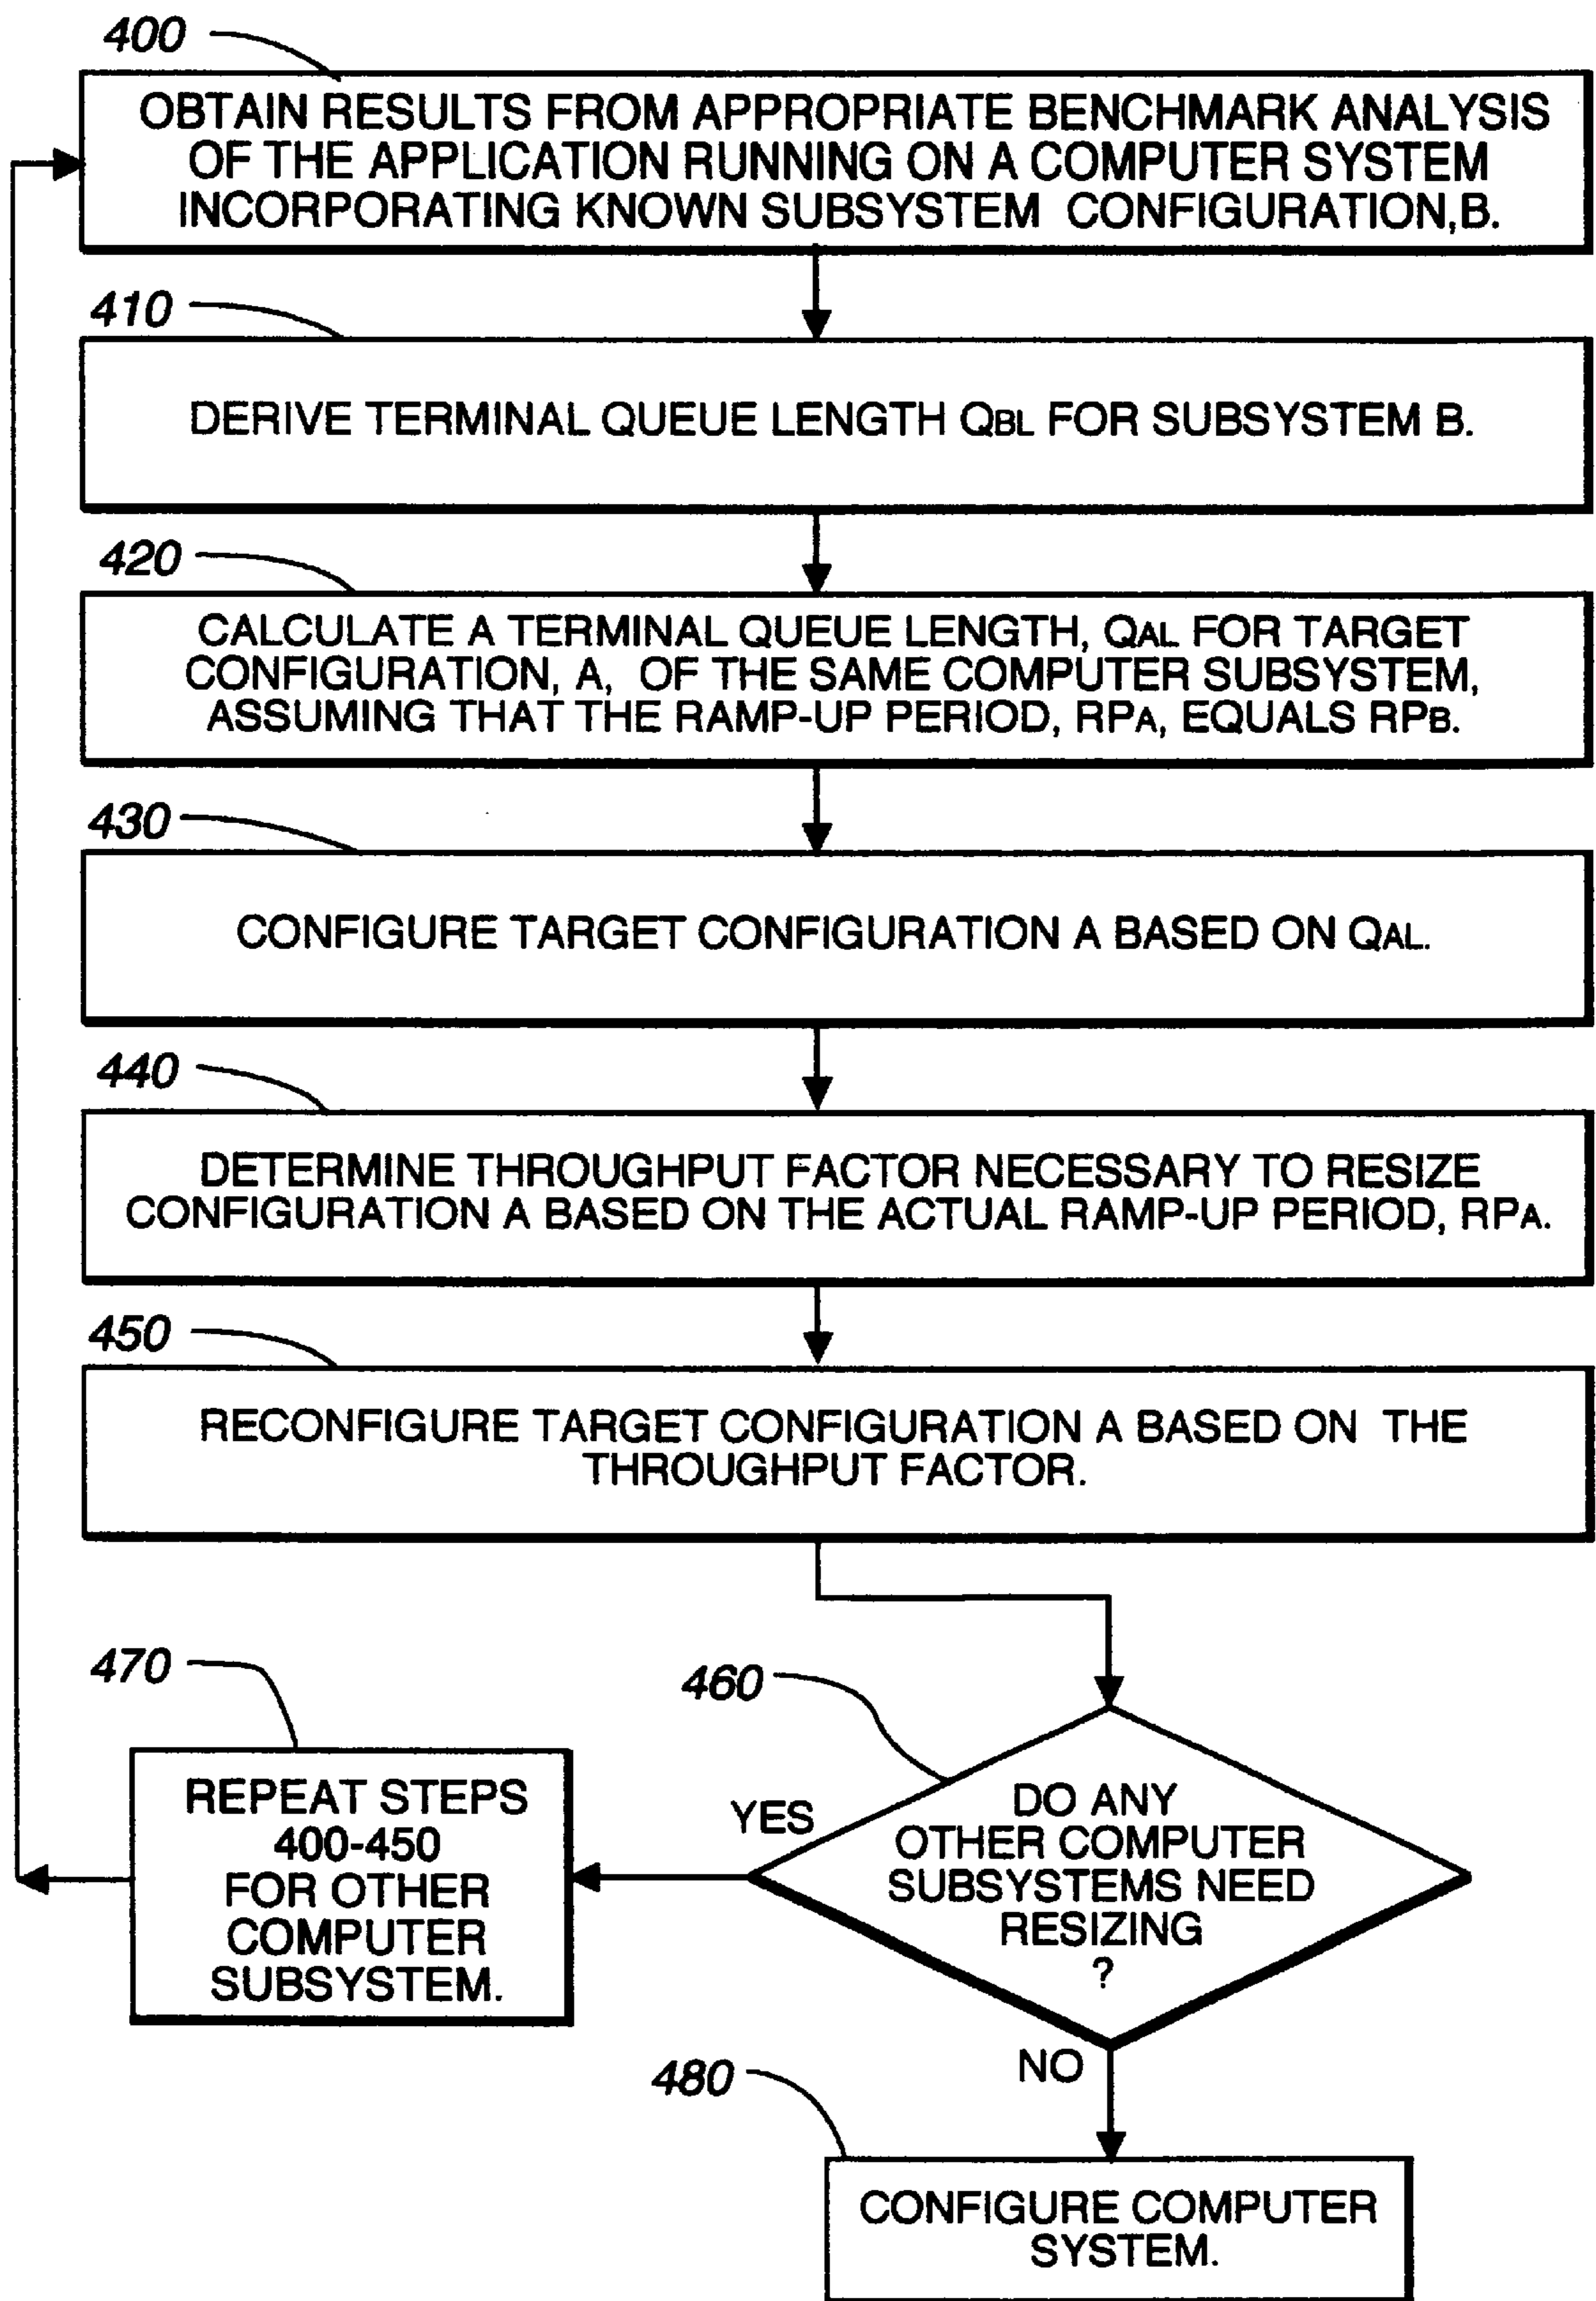 400
OBTAIN RESULTS FROM APPROPRIATE BENCHMARK ANALYSIS
OF THE APPLICATION RUNNING ON A COMPUTER SYSTEM
INCORPORATING KNOWN SUBSYSTEM CONFIGURATION,B.
410
DERIVE TERMINAL QUEUE LENGTH QBL FOR SUBSYSTEM B.
420
CALCULATE A TERMINAL QUEUE LENGTH, QAL FOR TARGET
CONFIGURATION, A, OF THE SAME COMPUTER SUBSYSTEM,
ASSUMING THAT THE RAMP-UP PERIOD, RPA, EQUALS RPB.
430
CONFIGURE TARGET CONFIGURATION A BASED ON QAL.
440
DETERMINE THROUGHPUT FACTOR NECESSARY TO RESIZE
CONFIGURATION A BASED ON THE ACTUAL RAMP-UP PERIOD, RPA.
450
RECONFIGURE TARGET CONFIGURATION A BASED ON THE
THROUGHPUT FACTOR.
470
REPEAT STEPS
400-450
FOR OTHER
COMPUTER
SUBSYSTEM.
460
YES
DO ANY
OTHER COMPUTER
SUBSYSTEMS NEED
RESIZING
?
NO
480
CONFIGURE COMPUTER
SYSTEM.